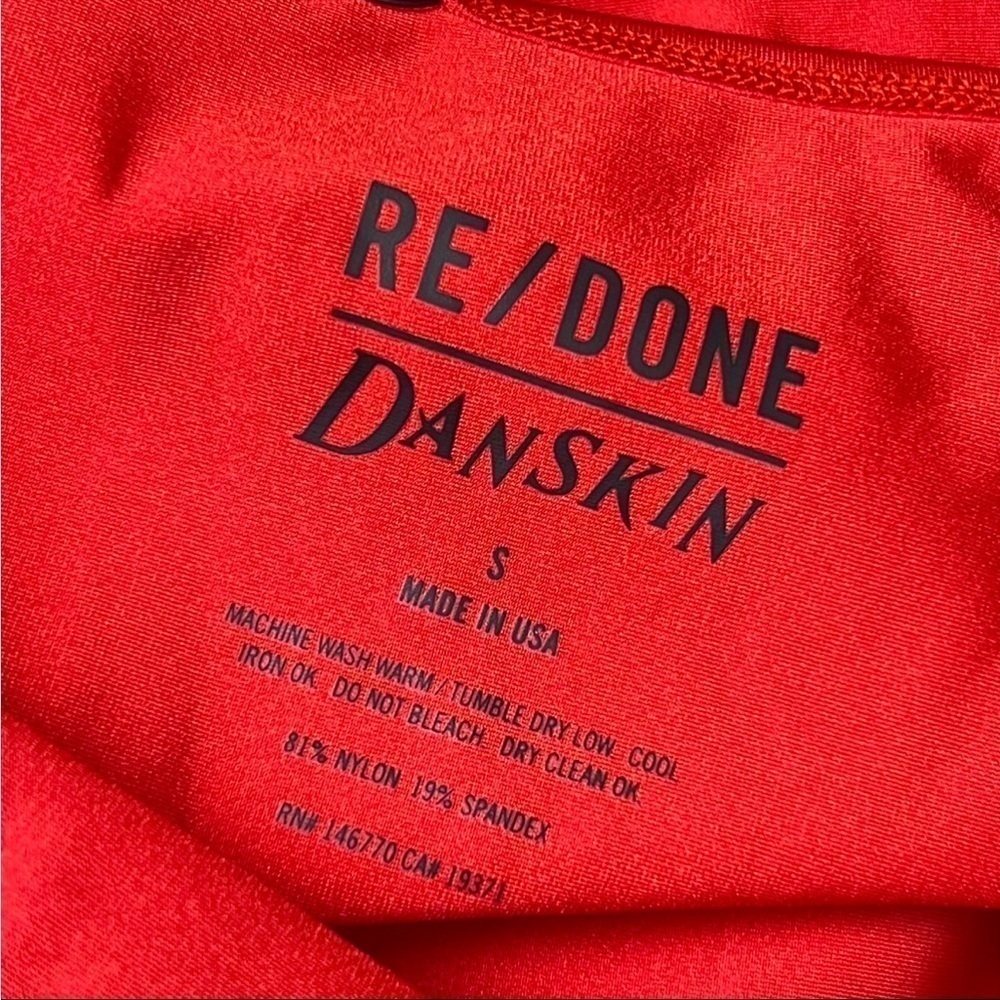 RE/DONE
DANSKIN
S
MADE IN USA
MACHINE WASH WARM / TUMBLE DRY LOW. COOL
IRON OK. DO NOT BLEACH. DRY CLEAN OK.
81% NYLON 19% SPANDEX
RN# 146770 CA# 19371